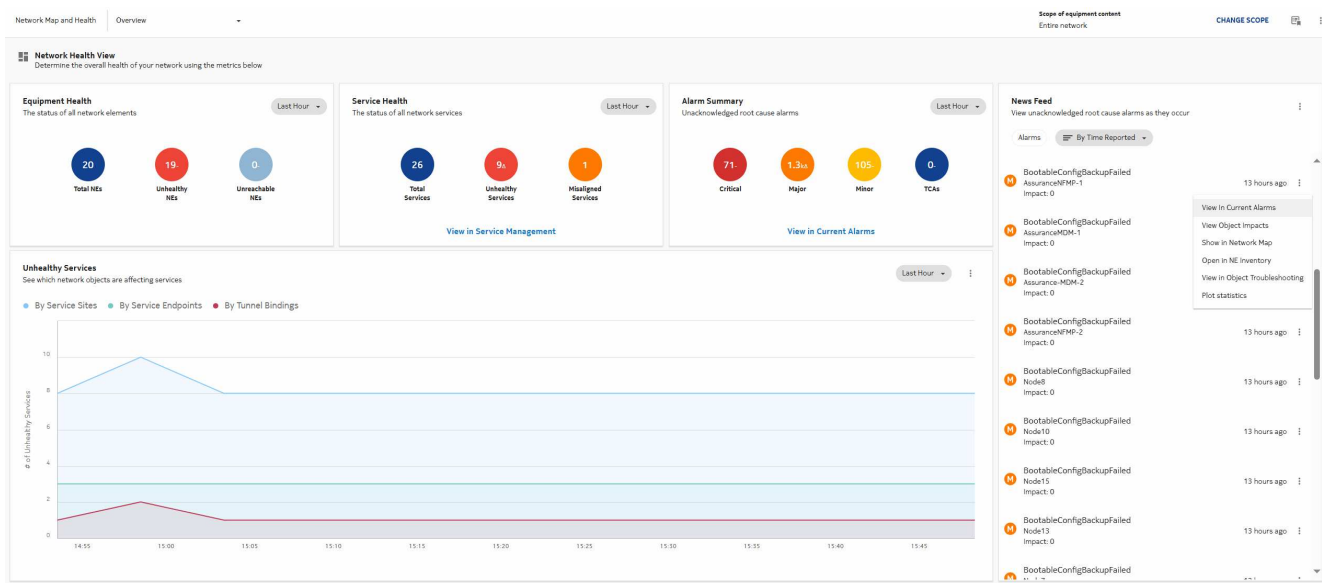 Network Map and Health
Overview
Scope of equipment content
Entire network
CHANGE SCOPE
Network Health View
Determine the overall health of your network using the metrics below
Equipment Health
The status of all network elements
Last Hour
20
19-
0-
Total NEs
Unhealthy
NEs
Unreachable
NEs
Service Health
The status of all network services
Last Hour
26
9
1
Total
Services
Unhealthy
Services
Misaligned
Services
View in Service Management
Alarm Summary
Unacknowledged root cause alarms
Last Hour
71-
1.3k
105-
0-
Critical
Major
Minor
TCAs
View in Current Alarms
Unhealthy Services
See which network objects are affecting services
Last Hour
By Service Sites
By Service Endpoints
By Tunnel Bindings
# of Unhealthy Services
10
8
6
4
2
0
14:55
15:00
15:05
15:10
15:15
15:20
15:25
15:30
15:35
15:40
15:45
News Feed
View unacknowledged root cause alarms as they occur
Alarms
By Time Reported
M
BootableConfigBackupFailed
AssuranceNFMP-1
Impact: 0
13 hours ago
View In Current Alarms
View Object Impacts
Show in Network Map
Open in NE Inventory
View in Object Troubleshooting
Plot statistics
M
BootableConfigBackupFailed
AssuranceMDM-1
Impact: 0
M
BootableConfigBackupFailed
Assurance-MDM-2
Impact: 0
M
BootableConfigBackupFailed
AssuranceNFMP-2
Impact: 0
13 hours ago
M
BootableConfigBackupFailed
Node8
Impact: 0
13 hours ago
M
BootableConfigBackupFailed
Node10
Impact: 0
13 hours ago
M
BootableConfigBackupFailed
Node15
Impact: 0
13 hours ago
M
BootableConfigBackupFailed
Node13
Impact: 0
13 hours ago
BootableConfigBackupFailed